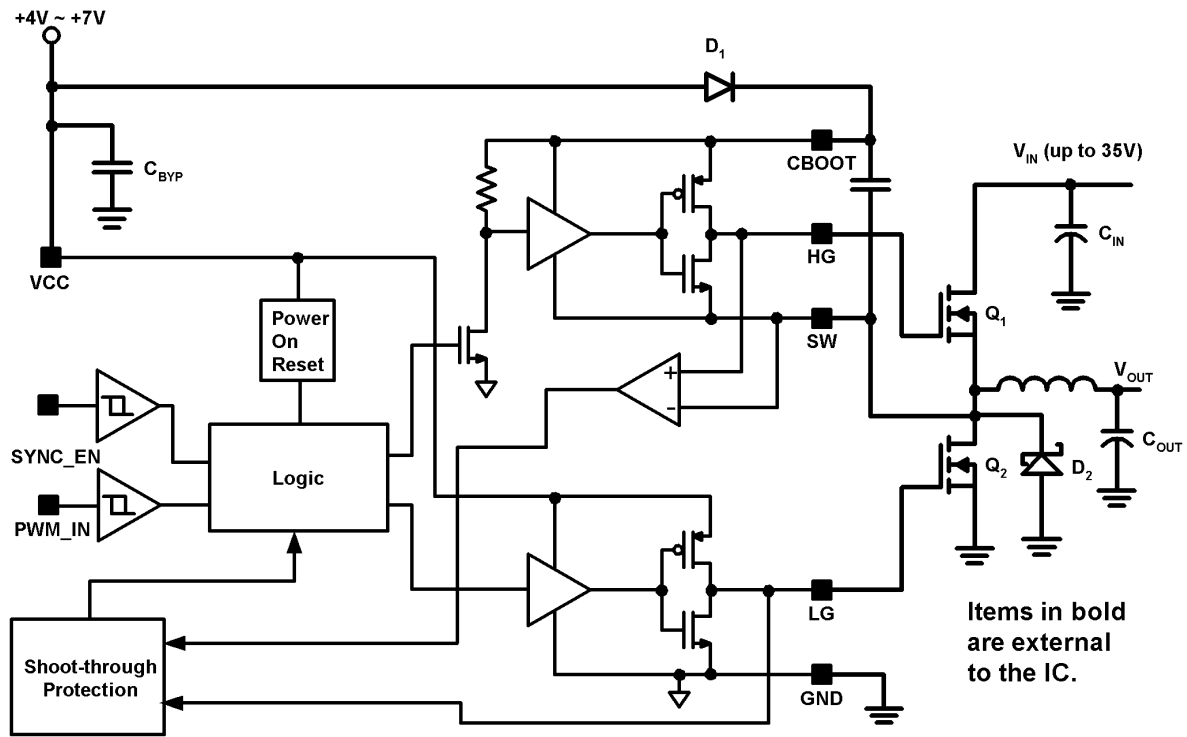 +4V ~ +7V
D1
CBYP
CBOOT
VIN (up to 35V)
CIN
VCC
HG
Power
On
Reset
SW
Q1
+
-
VOUT
SYNC_EN
Logic
COUT
Q2
D2
PWM_IN
LG
Items in bold
are external
to the IC.
Shoot-through
Protection
GND